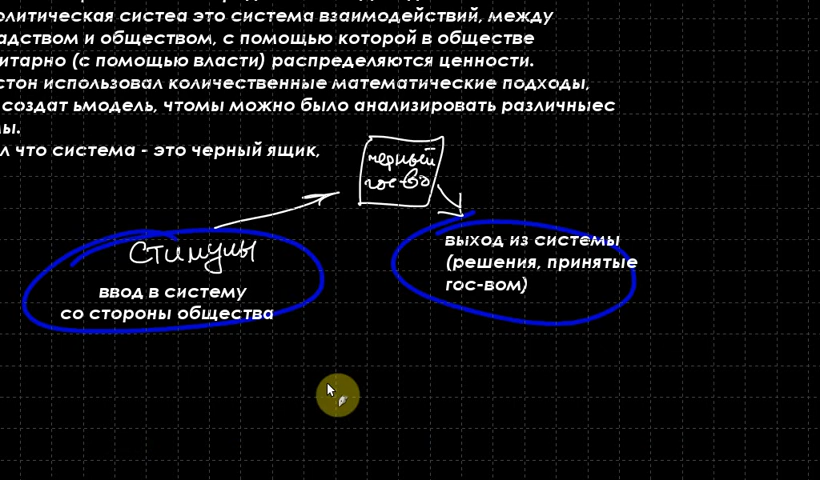 олитическая систеа это система взаимодействий, между
адством и обществом, с помощью которой в обществе
итарно (с помощью власти) распределяются ценности.
стон использовал количественные математические подходы,
создат ьмодель, чтомы можно было анализировать различныес
ы.
л что система - это черный ящик,
черный
гос-во
Стимулы
ввод в систему
со стороны общества
выход из системы
(решения, принятые
гос-вом)